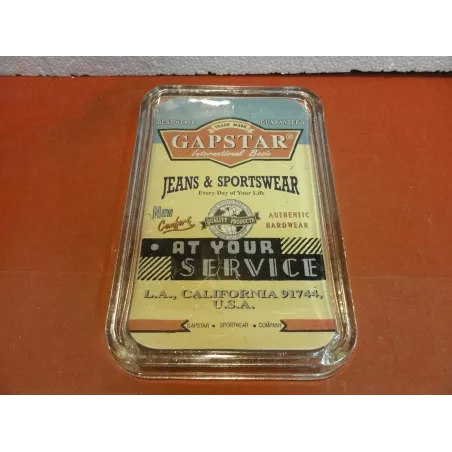 TRADE MARK
BEST STYLE GUARANTEE
GAPSTAR®
International Basic
JEANS & SPORTSWEAR
Every Day of Your Life
New Comfort
QUALITY PRODUCTS
AUTHENTIC
HARDWEAR
AT YOUR
SERVICE
L.A., CALIFORNIA 91744,
U.S.A.
GAPSTAR • SPORTWEAR • COMPANY